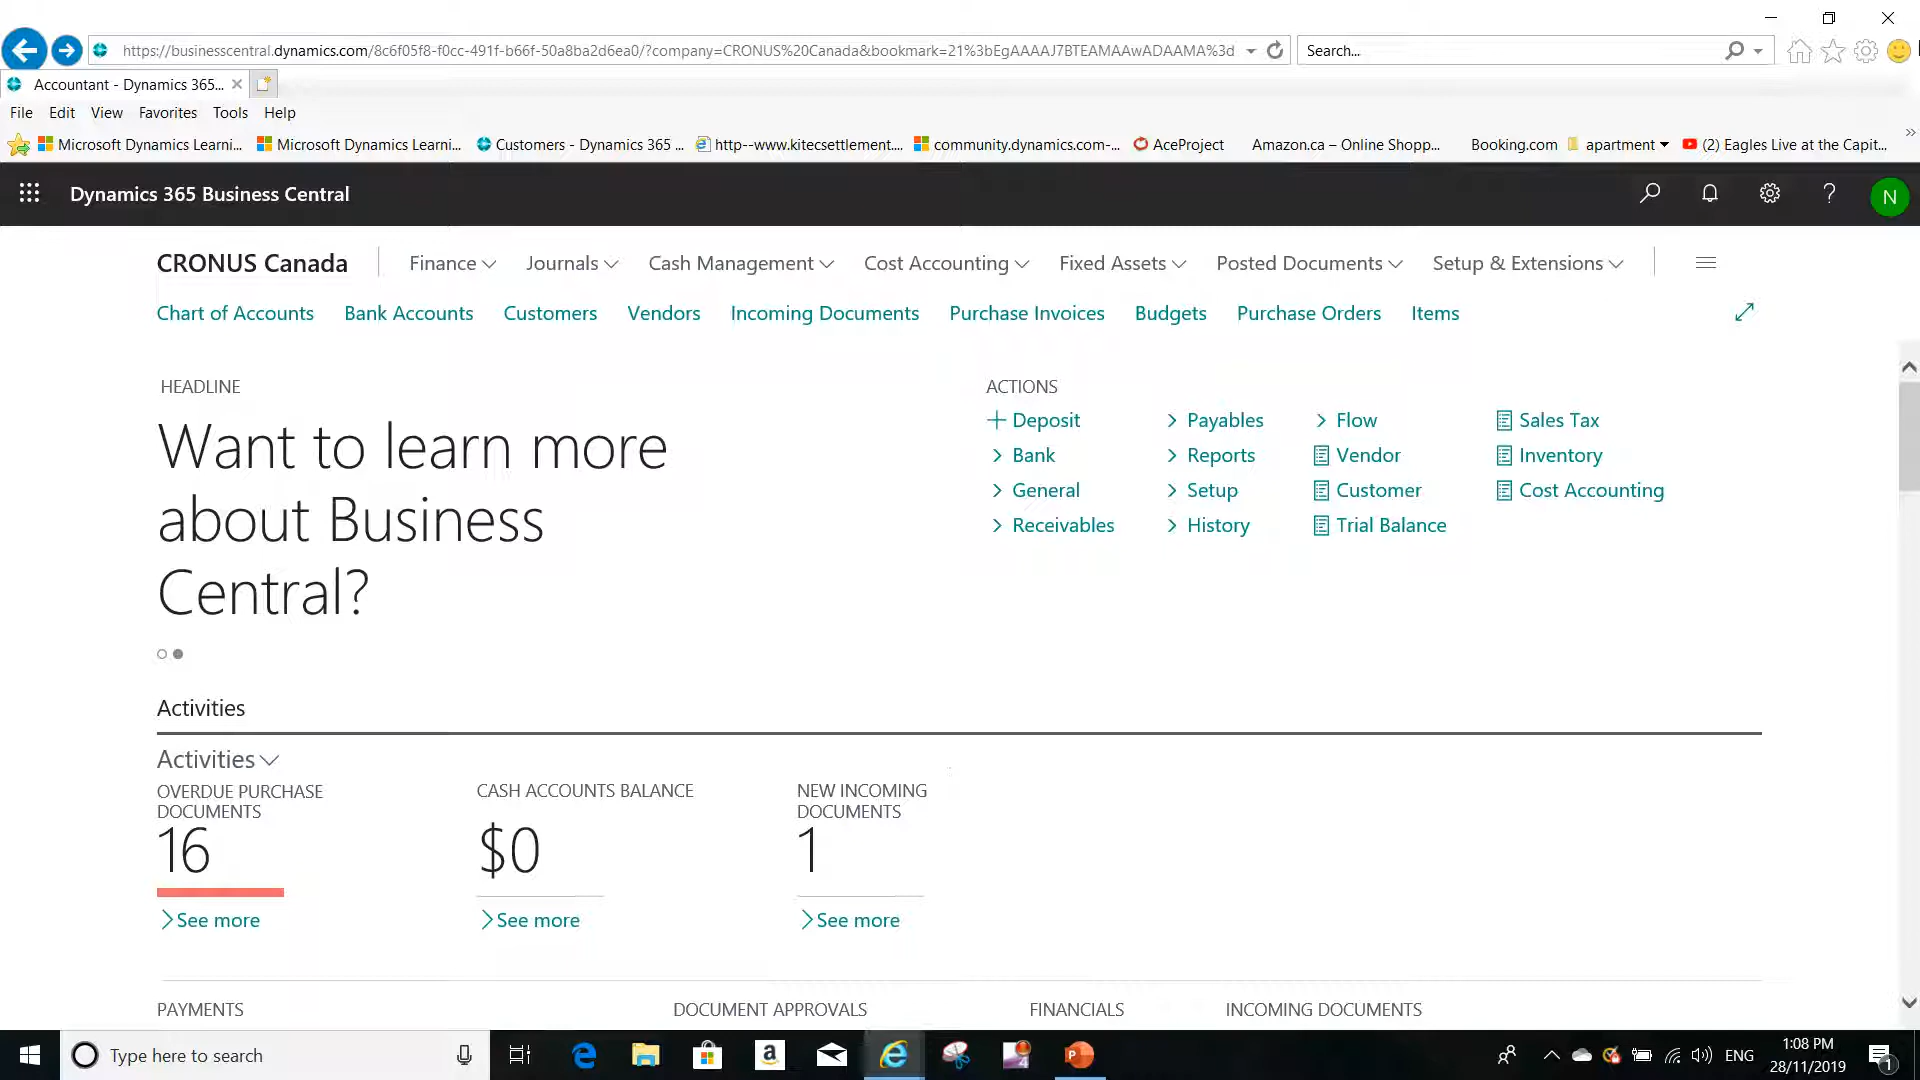 https://businesscentral.dynamics.com/8c6f05f8-f0cc-491f-b66f-50a8ba2d6ea0/?company=CRONUS%20Canada&bookmark=21%3bEgAAAAJ7BTEAMAAwADAAMA%3d
Search...
Accountant - Dynamics 365...
File Edit View Favorites Tools Help
Microsoft Dynamics Learni... Microsoft Dynamics Learni... Customers - Dynamics 365 ... http--www.kitecsettlement.... community.dynamics.com-... AceProject Amazon.ca – Online Shopp... Booking.com apartment (2) Eagles Live at the Capit...
Dynamics 365 Business Central
N
CRONUS Canada Finance Journals Cash Management Cost Accounting Fixed Assets Posted Documents Setup & Extensions
Chart of Accounts Bank Accounts Customers Vendors Incoming Documents Purchase Invoices Budgets Purchase Orders Items
HEADLINE
Want to learn more
about Business
Central?
ACTIONS
Deposit Payables Flow Sales Tax
Bank Reports Vendor Inventory
General Setup Customer Cost Accounting
Receivables History Trial Balance
Activities
Activities
OVERDUE PURCHASE
DOCUMENTS
16
See more
CASH ACCOUNTS BALANCE
$0
See more
NEW INCOMING
DOCUMENTS
1
See more
PAYMENTS DOCUMENT APPROVALS FINANCIALS INCOMING DOCUMENTS
Type here to search
ENG
1:08 PM
28/11/2019
1